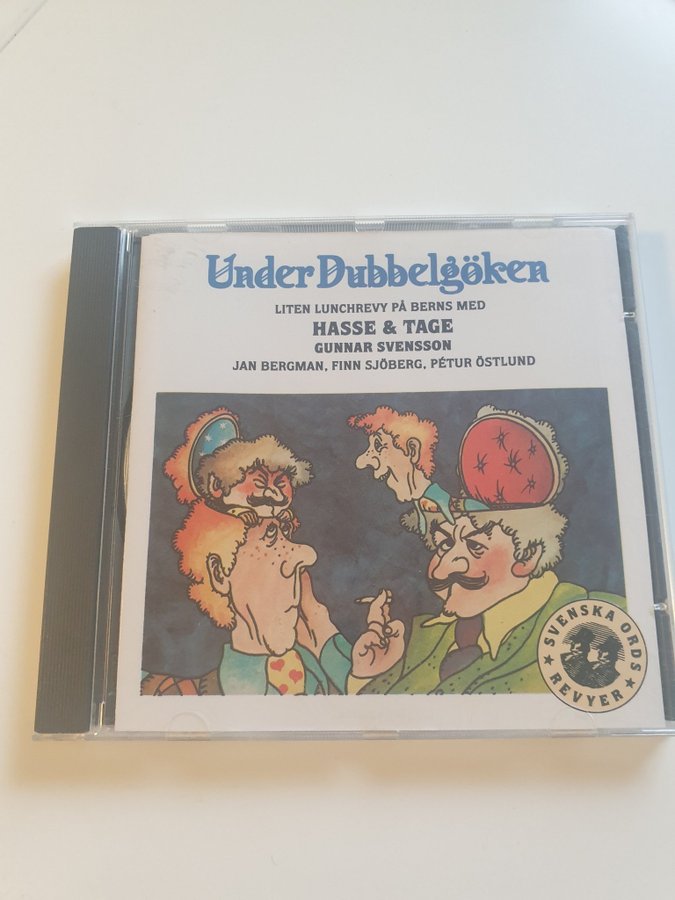 Under Dubbelgöken
LITEN LUNCHREVY PÅ BERNS MED
HASSE & TAGE
GUNNAR SVENSSON
JAN BERGMAN, FINN SJÖBERG, PÉTUR ÖSTLUND
SVENSKA ORDS
REVYER